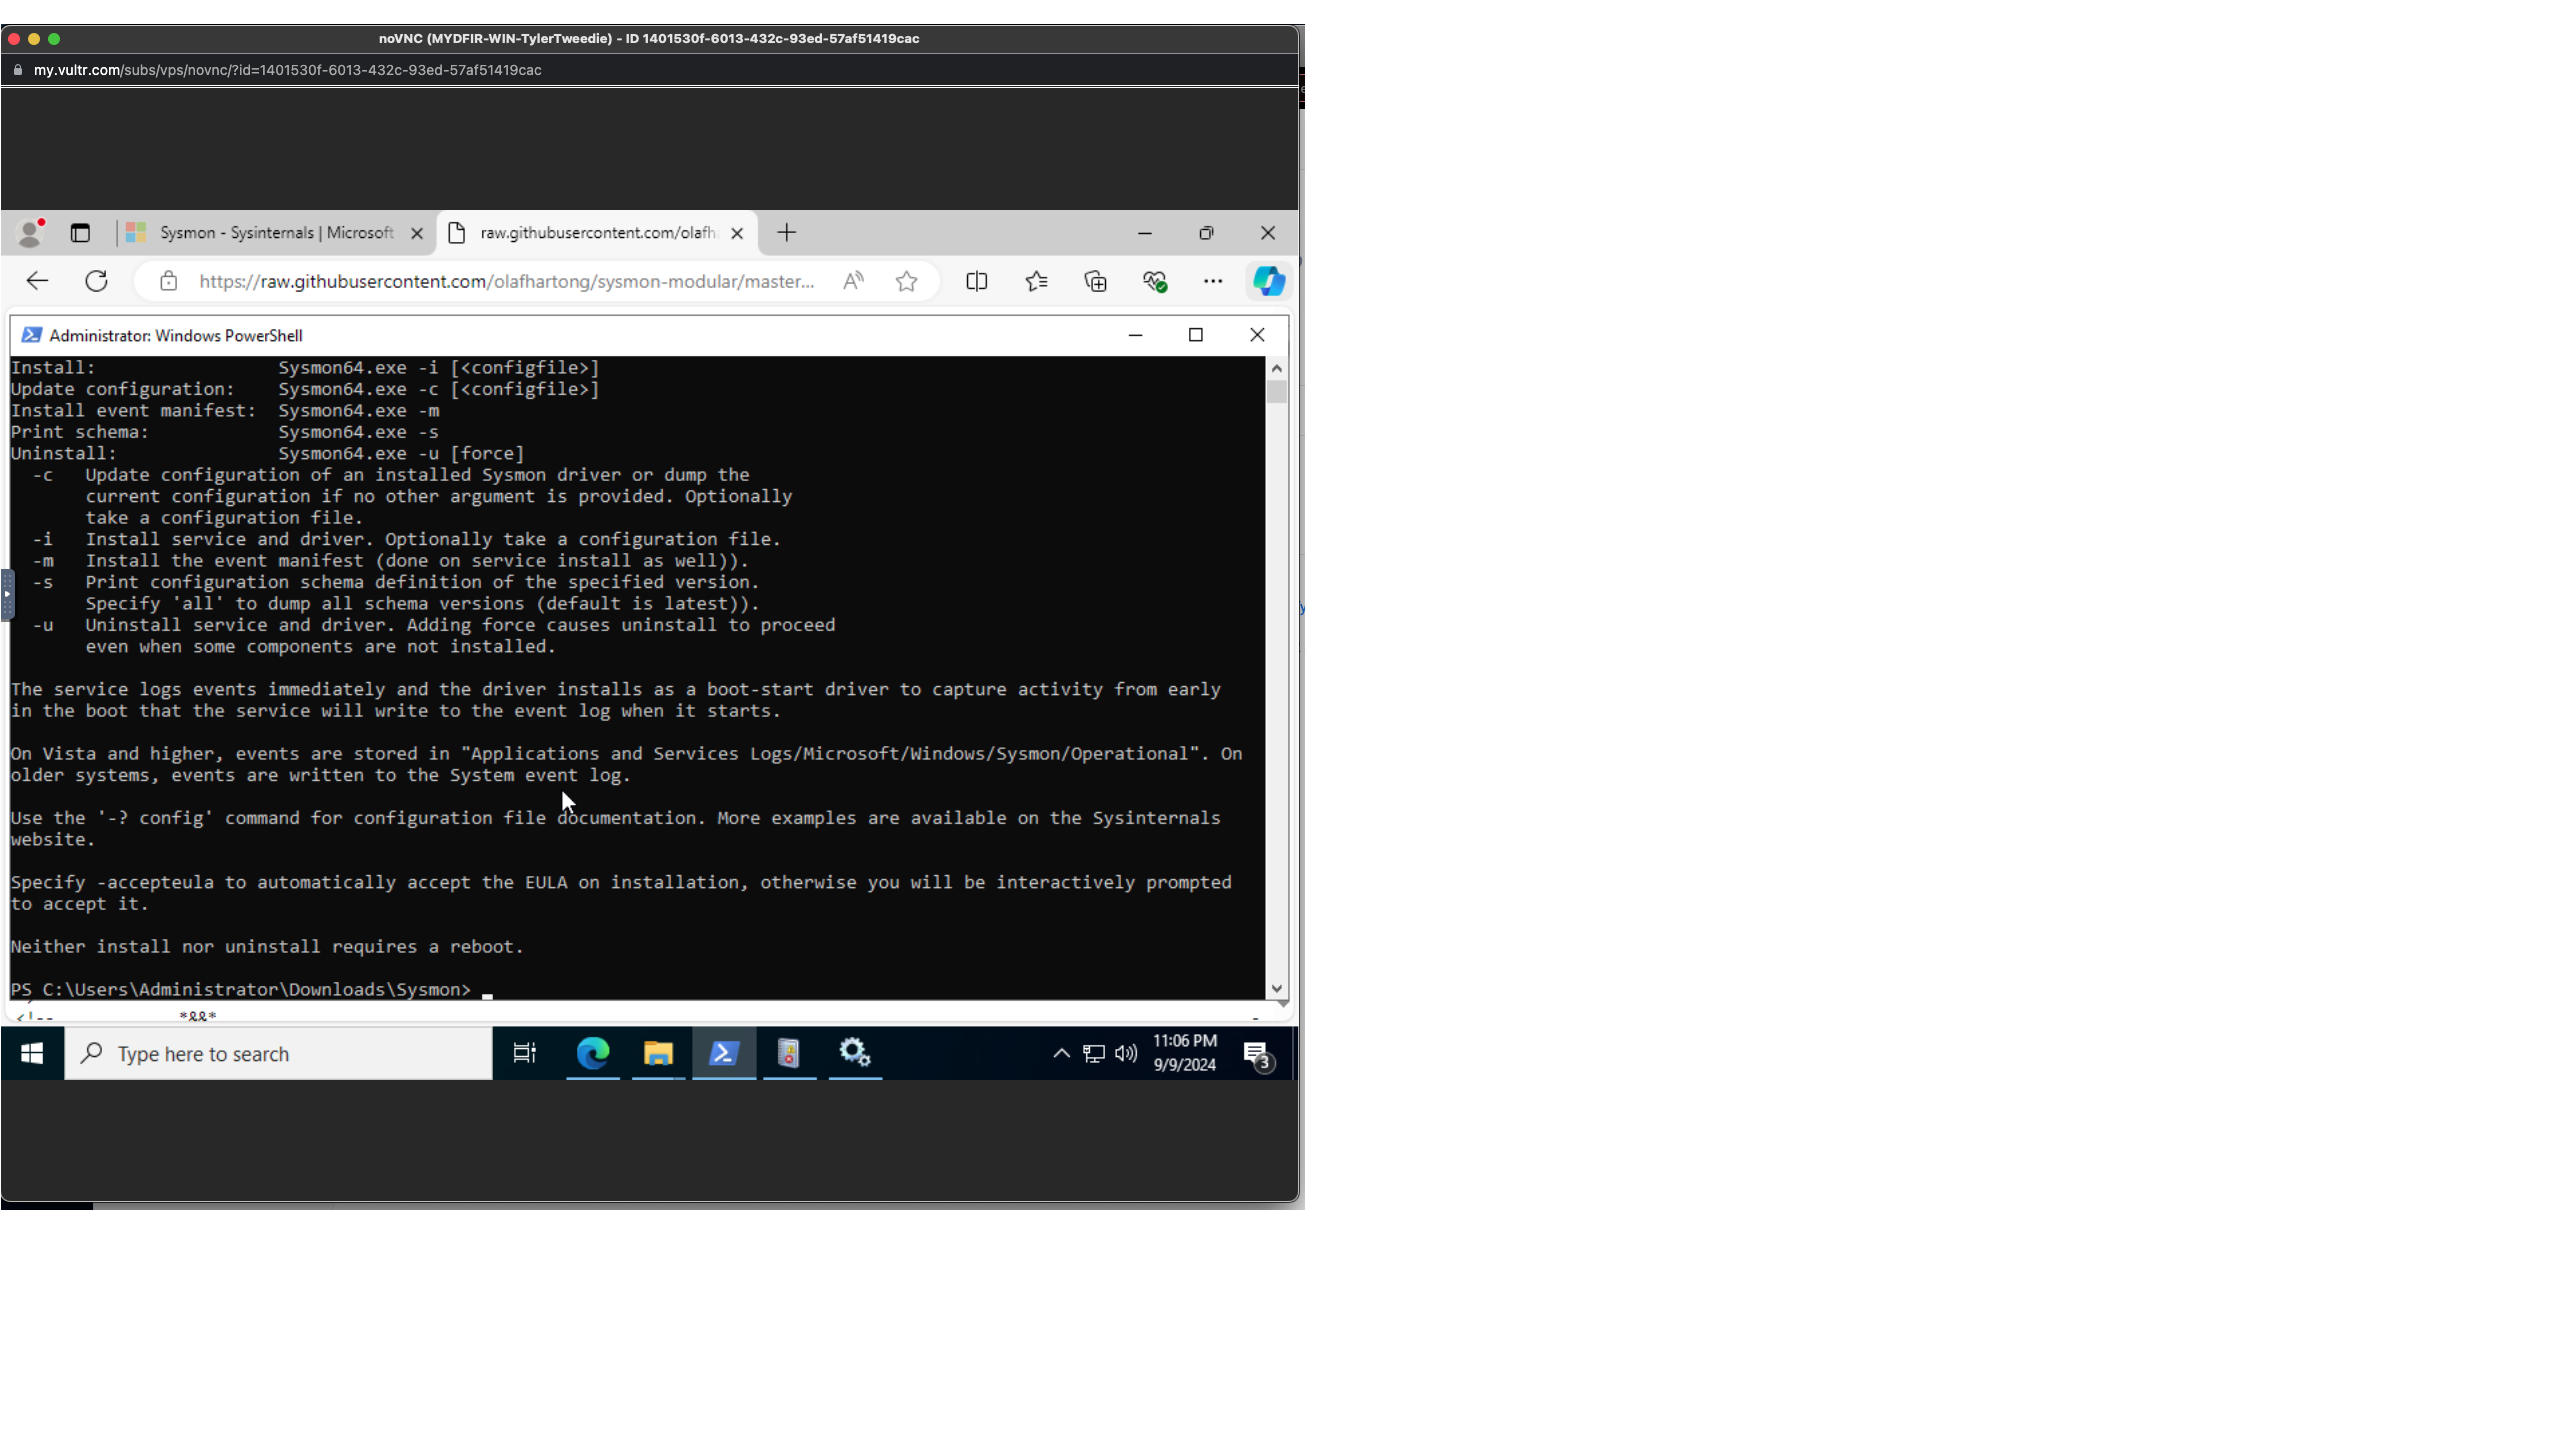 noVNC (MYDFIR-WIN-TylerTweedie) - ID 1401530f-6013-432c-93ed-57af51419cac
my.vultr.com/subs/vps/novnc/?id=1401530f-6013-432c-93ed-57af51419cac
Sysmon - Sysinternals | Microsoft
raw.githubusercontent.com/olafh
https://raw.githubusercontent.com/olafhartong/sysmon-modular/master...
Administrator: Windows PowerShell
Install: Sysmon64.exe -i [<configfile>]
Update configuration: Sysmon64.exe -c [<configfile>]
Install event manifest: Sysmon64.exe -m
Print schema: Sysmon64.exe -s
Uninstall: Sysmon64.exe -u [force]
-c Update configuration of an installed Sysmon driver or dump the
current configuration if no other argument is provided. Optionally
take a configuration file.
-i Install service and driver. Optionally take a configuration file.
-m Install the event manifest (done on service install as well)).
-s Print configuration schema definition of the specified version.
Specify 'all' to dump all schema versions (default is latest)).
-u Uninstall service and driver. Adding force causes uninstall to proceed
even when some components are not installed.
The service logs events immediately and the driver installs as a boot-start driver to capture activity from early
in the boot that the service will write to the event log when it starts.
On Vista and higher, events are stored in "Applications and Services Logs/Microsoft/Windows/Sysmon/Operational". On
older systems, events are written to the System event log.
Use the '-? config' command for configuration file documentation. More examples are available on the Sysinternals
website.
Specify -accepteula to automatically accept the EULA on installation, otherwise you will be interactively prompted
to accept it.
Neither install nor uninstall requires a reboot.
PS C:\Users\Administrator\Downloads\Sysmon>
<!-- *&&*
Type here to search
11:06 PM
9/9/2024
3